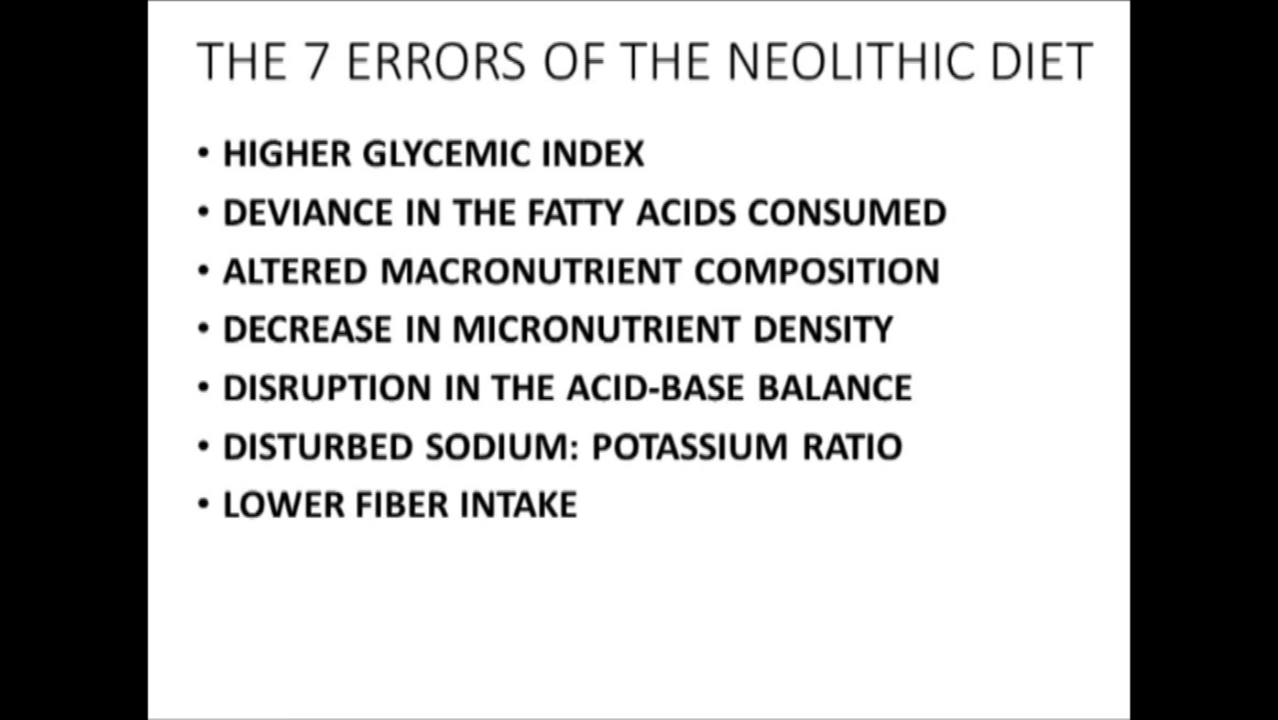 THE 7 ERRORS OF THE NEOLITHIC DIET
• HIGHER GLYCEMIC INDEX
• DEVIANCE IN THE FATTY ACIDS CONSUMED
• ALTERED MACRONUTRIENT COMPOSITION
• DECREASE IN MICRONUTRIENT DENSITY
• DISRUPTION IN THE ACID-BASE BALANCE
• DISTURBED SODIUM: POTASSIUM RATIO
• LOWER FIBER INTAKE